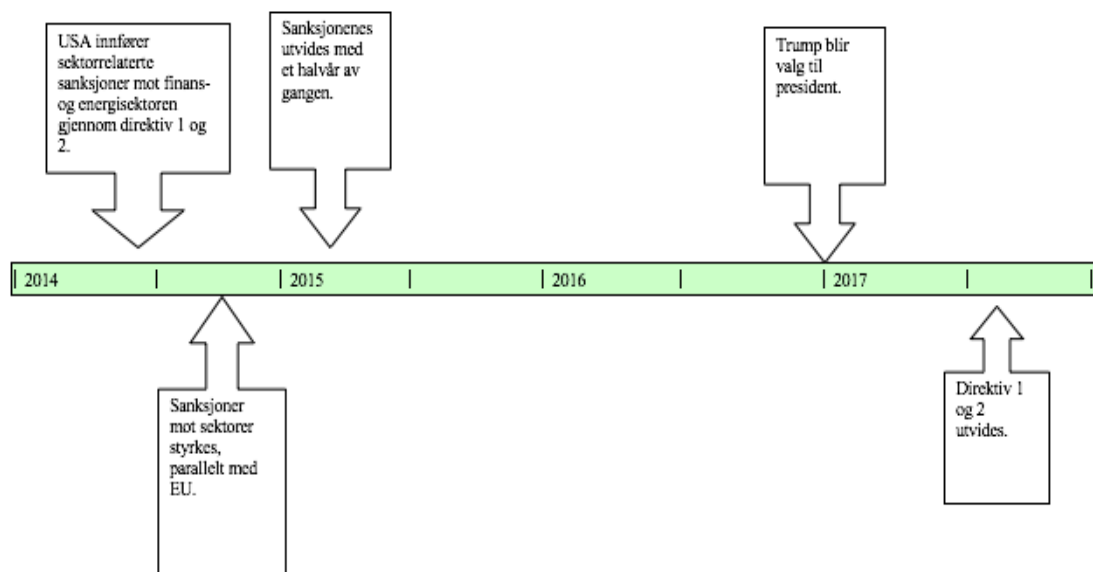 USA innfører
sektorrelaterte
sanksjoner mot finans-
og energisektoren
gjennom direktiv 1 og
2.
Sanksjonenes
utvides med
et halvår av
gangen.
Trump blir
valg til
president.
2014
2015
2016
2017
Sanksjoner
mot sektorer
styrkes,
parallelt med
EU.
Direktiv 1
og 2
utvides.